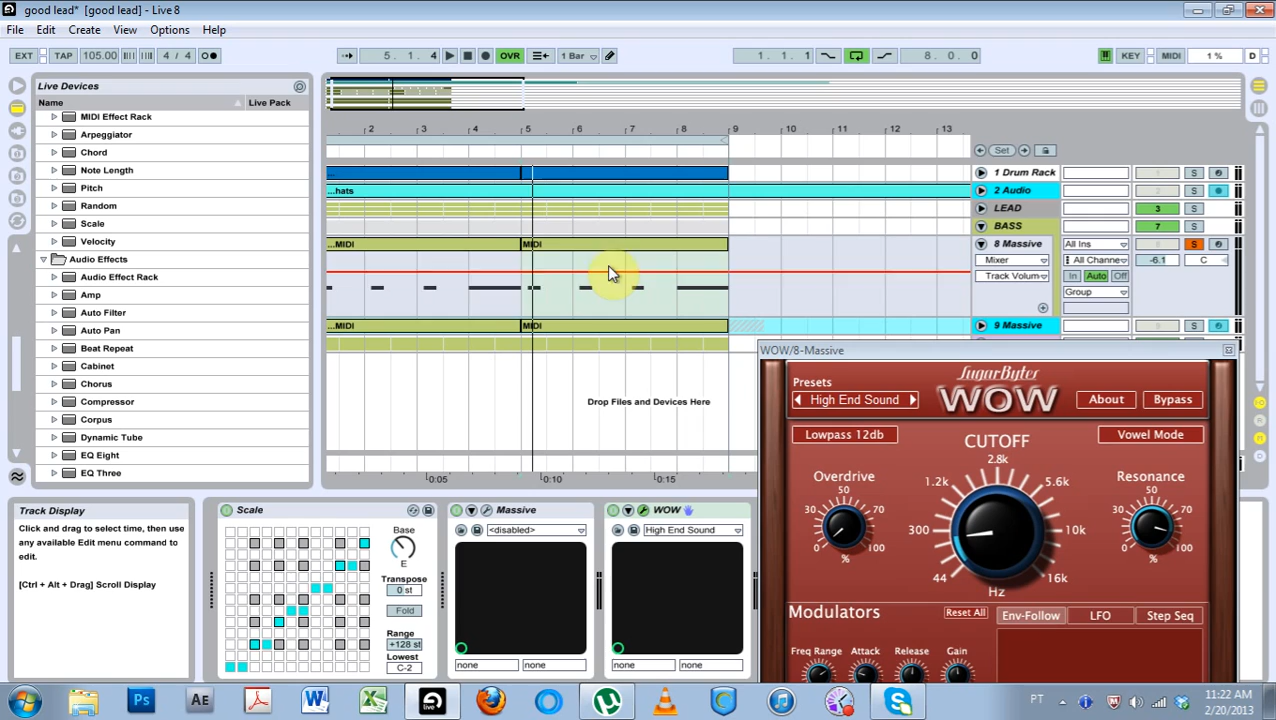 good lead* [good lead] - Live 8
File Edit Create View Options Help
EXT TAP 105.00 4 / 4 5. 1. 4 OVR 1 Bar 1. 1. 1 8. 0. 0 KEY MIDI 1 % D
Live Devices
Name Live Pack
MIDI Effect Rack
Arpeggiator
Chord
Note Length
Pitch
Random
Scale
Velocity
Audio Effects
Audio Effect Rack
Amp
Auto Filter
Auto Pan
Beat Repeat
Cabinet
Chorus
Compressor
Corpus
Dynamic Tube
EQ Eight
EQ Three
2 3 4 5 6 7 8 9 10 11 12 13
Set
...
1 Drum Rack S
...hats
2 Audio S
LEAD 3 S
BASS 7 S
...MIDI MIDI
8 Massive All Ins S
Mixer All Channe -6.1 C
Track Volum In Auto Off
Group
...MIDI MIDI
9 Massive S
Drop Files and Devices Here
0:05 0:10 0:15
WOW/8-Massive
Presets
High End Sound
SugarByter
WOW
About Bypass
Lowpass 12db
CUTOFF
Vowel Mode
Overdrive
50
30 70
0 100
%
2.8k
1.2k 5.6k
300 10k
44 16k
Hz
Resonance
50
30 70
0 100
%
Modulators
Reset All
Env-Follow LFO Step Seq
Freq Range Attack Release Gain
Track Display
Click and drag to select time, then use
any available Edit menu command to
edit.
[Ctrl + Alt + Drag] Scroll Display
Scale
Base
E
Transpose
0 st
Fold
Range
+128 st
Lowest
C-2
Massive
<disabled>
none none
WOW
High End Sound
none none
Ps Ae W X live S
PT
11:22 AM
2/20/2013